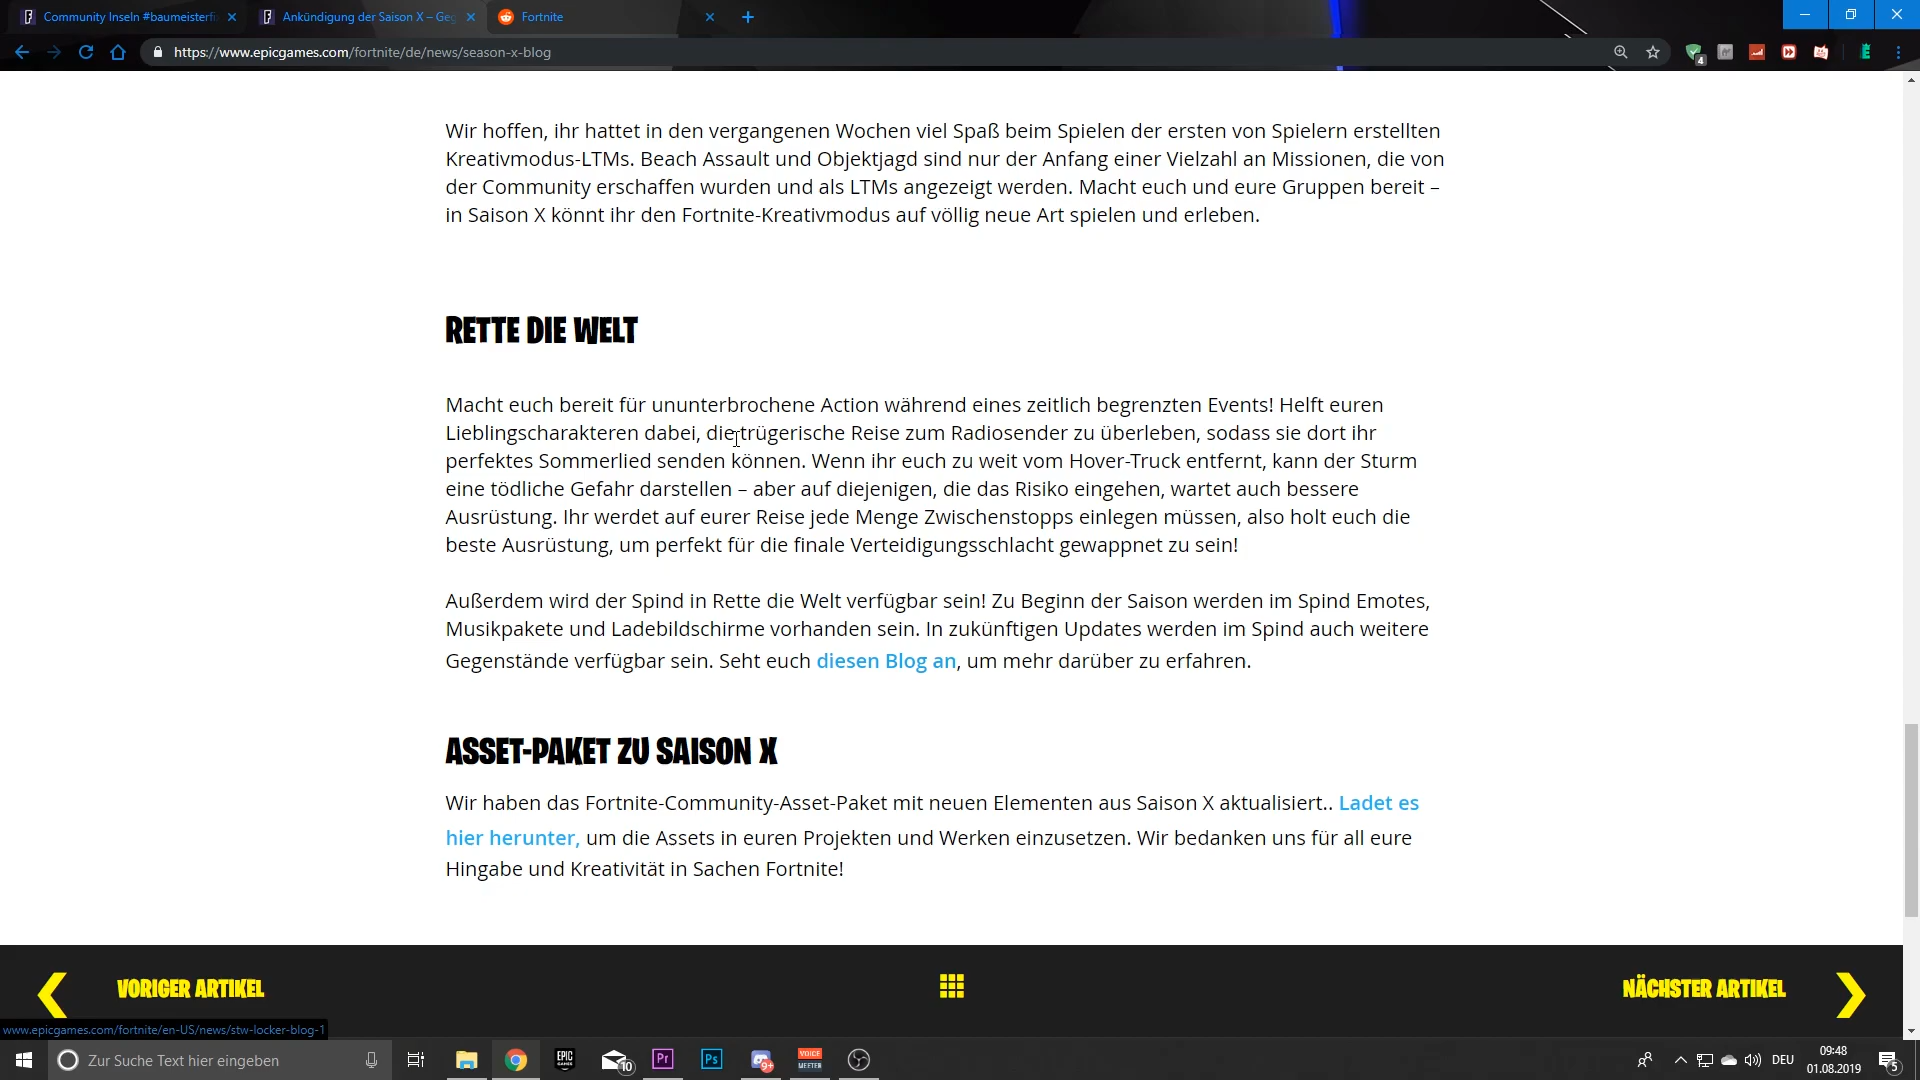 Community Inseln #baumeisterfi
Ankündigung der Saison X – Geg
Fortnite
https://www.epicgames.com/fortnite/de/news/season-x-blog
4
Wir hoffen, ihr hattet in den vergangenen Wochen viel Spaß beim Spielen der ersten von Spielern erstellten
Kreativmodus-LTMs. Beach Assault und Objektjagd sind nur der Anfang einer Vielzahl an Missionen, die von
der Community erschaffen wurden und als LTMs angezeigt werden. Macht euch und eure Gruppen bereit –
in Saison X könnt ihr den Fortnite-Kreativmodus auf völlig neue Art spielen und erleben.
RETTE DIE WELT
Macht euch bereit für ununterbrochene Action während eines zeitlich begrenzten Events! Helft euren
Lieblingscharakteren dabei, die trügerische Reise zum Radiosender zu überleben, sodass sie dort ihr
perfektes Sommerlied senden können. Wenn ihr euch zu weit vom Hover-Truck entfernt, kann der Sturm
eine tödliche Gefahr darstellen – aber auf diejenigen, die das Risiko eingehen, wartet auch bessere
Ausrüstung. Ihr werdet auf eurer Reise jede Menge Zwischenstopps einlegen müssen, also holt euch die
beste Ausrüstung, um perfekt für die finale Verteidigungsschlacht gewappnet zu sein!
Außerdem wird der Spind in Rette die Welt verfügbar sein! Zu Beginn der Saison werden im Spind Emotes,
Musikpakete und Ladebildschirme vorhanden sein. In zukünftigen Updates werden im Spind auch weitere
Gegenstände verfügbar sein. Seht euch diesen Blog an, um mehr darüber zu erfahren.
ASSET-PAKET ZU SAISON X
Wir haben das Fortnite-Community-Asset-Paket mit neuen Elementen aus Saison X aktualisiert.. Ladet es
hier herunter, um die Assets in euren Projekten und Werken einzusetzen. Wir bedanken uns für all eure
Hingabe und Kreativität in Sachen Fortnite!
VORIGER ARTIKEL
NÄCHSTER ARTIKEL
www.epicgames.com/fortnite/en-US/news/stw-locker-blog-1
Zur Suche Text hier eingeben
EPIC
GAMES
10
Pr
Ps
9+
VOICE
MEETER
DEU
09:48
01.08.2019
5